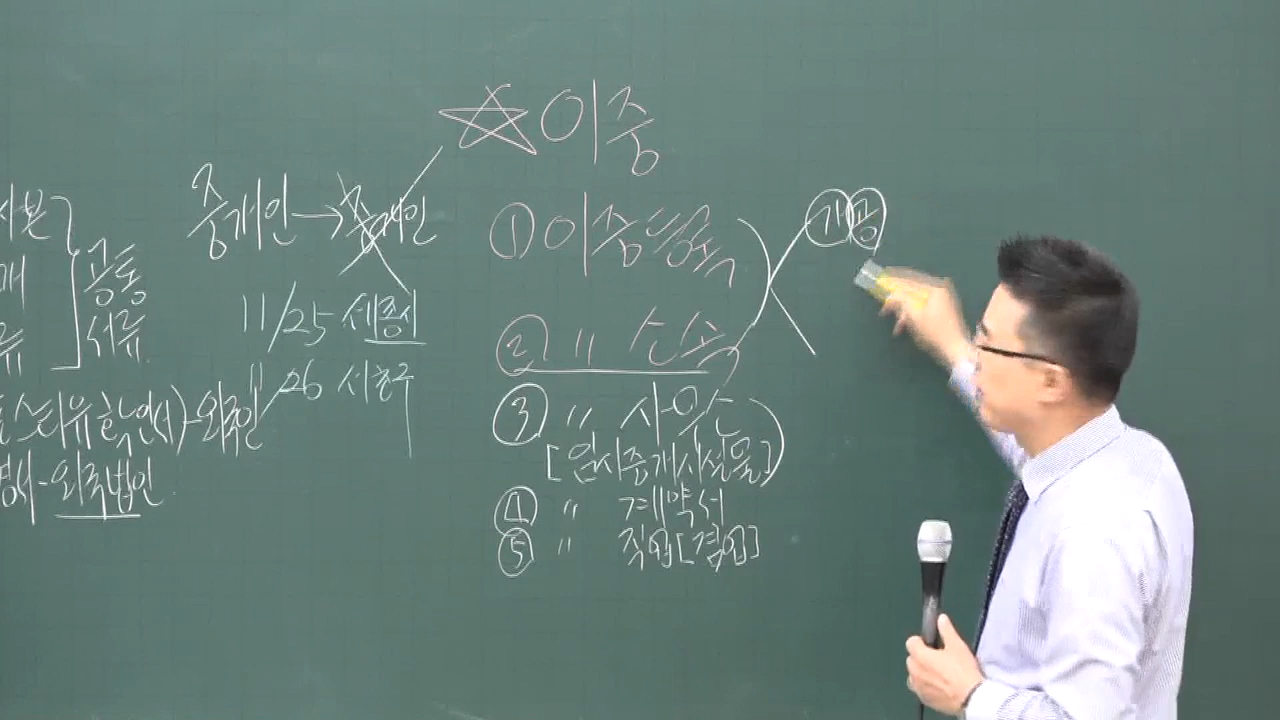 ☆이중
중개인→중개인
11/25 세종시
〃 26 서초구
공통
서류
외국인
외국법인
①이중등록
② 〃 소속
③ 〃 사무소
[임시중개시설물]
④ 〃 계약서
⑤ 〃 직업[겸업]
개공